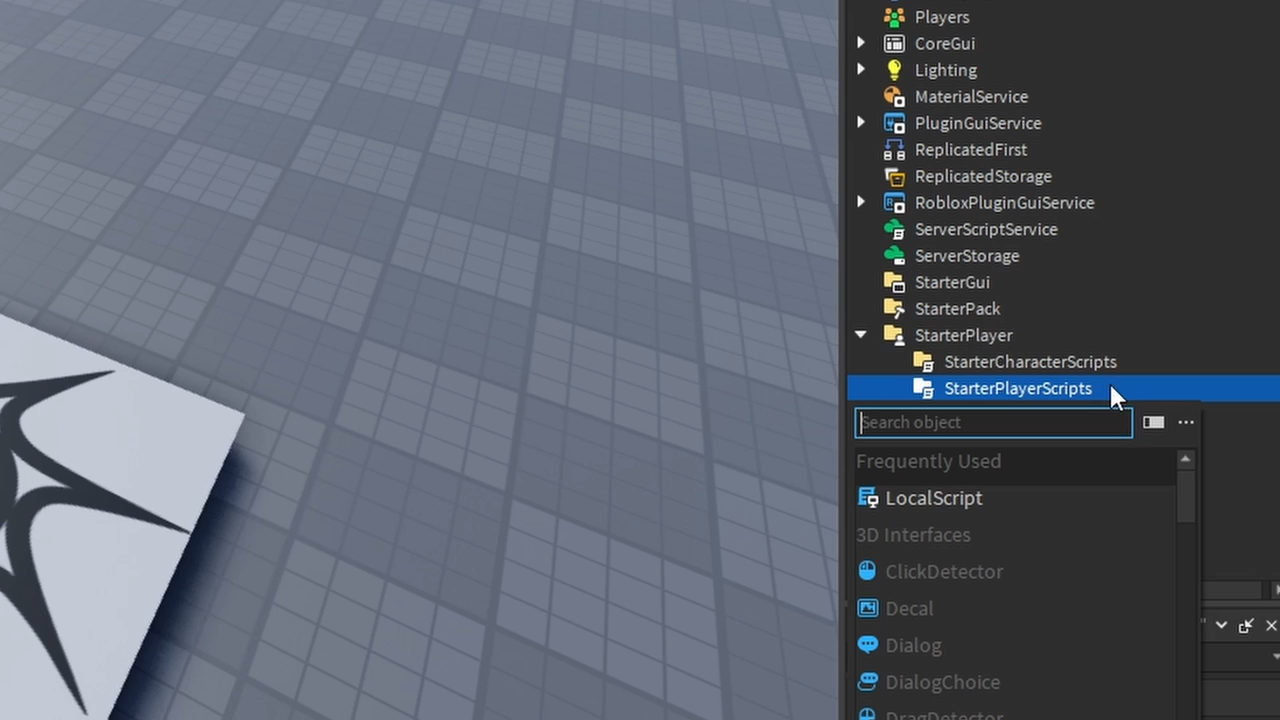 Players
CoreGui
Lighting
MaterialService
PluginGuiService
ReplicatedFirst
ReplicatedStorage
RobloxPluginGuiService
ServerScriptService
ServerStorage
StarterGui
StarterPack
StarterPlayer
StarterCharacterScripts
StarterPlayerScripts
Search object
Frequently Used
LocalScript
3D Interfaces
ClickDetector
Decal
Dialog
DialogChoice
DragDetector